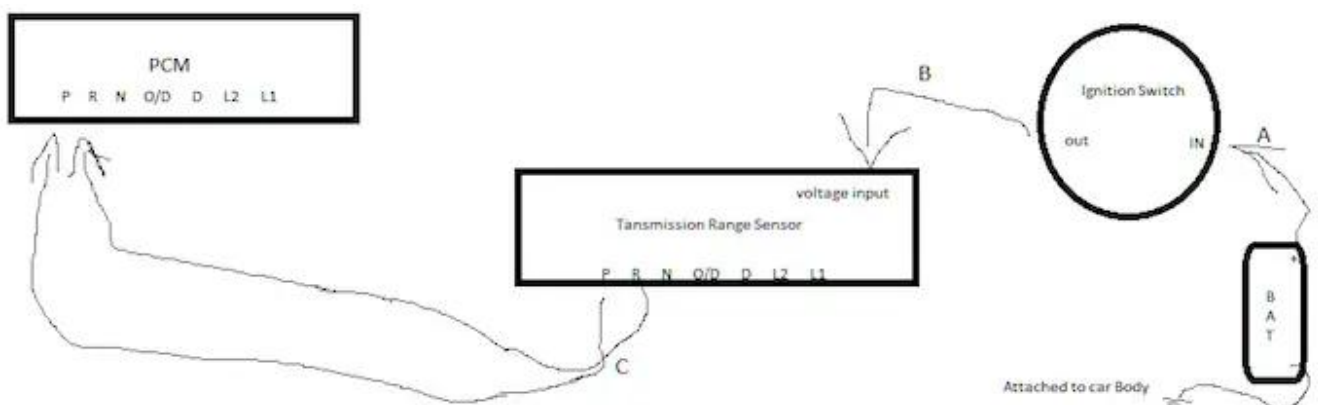 PCM
P R N O/D D L2 L1
B
Ignition Switch
out
IN
A
voltage input
Tansmission Range Sensor
P R N O/D D L2 L1
C
+
B
A
T
Attached to car Body